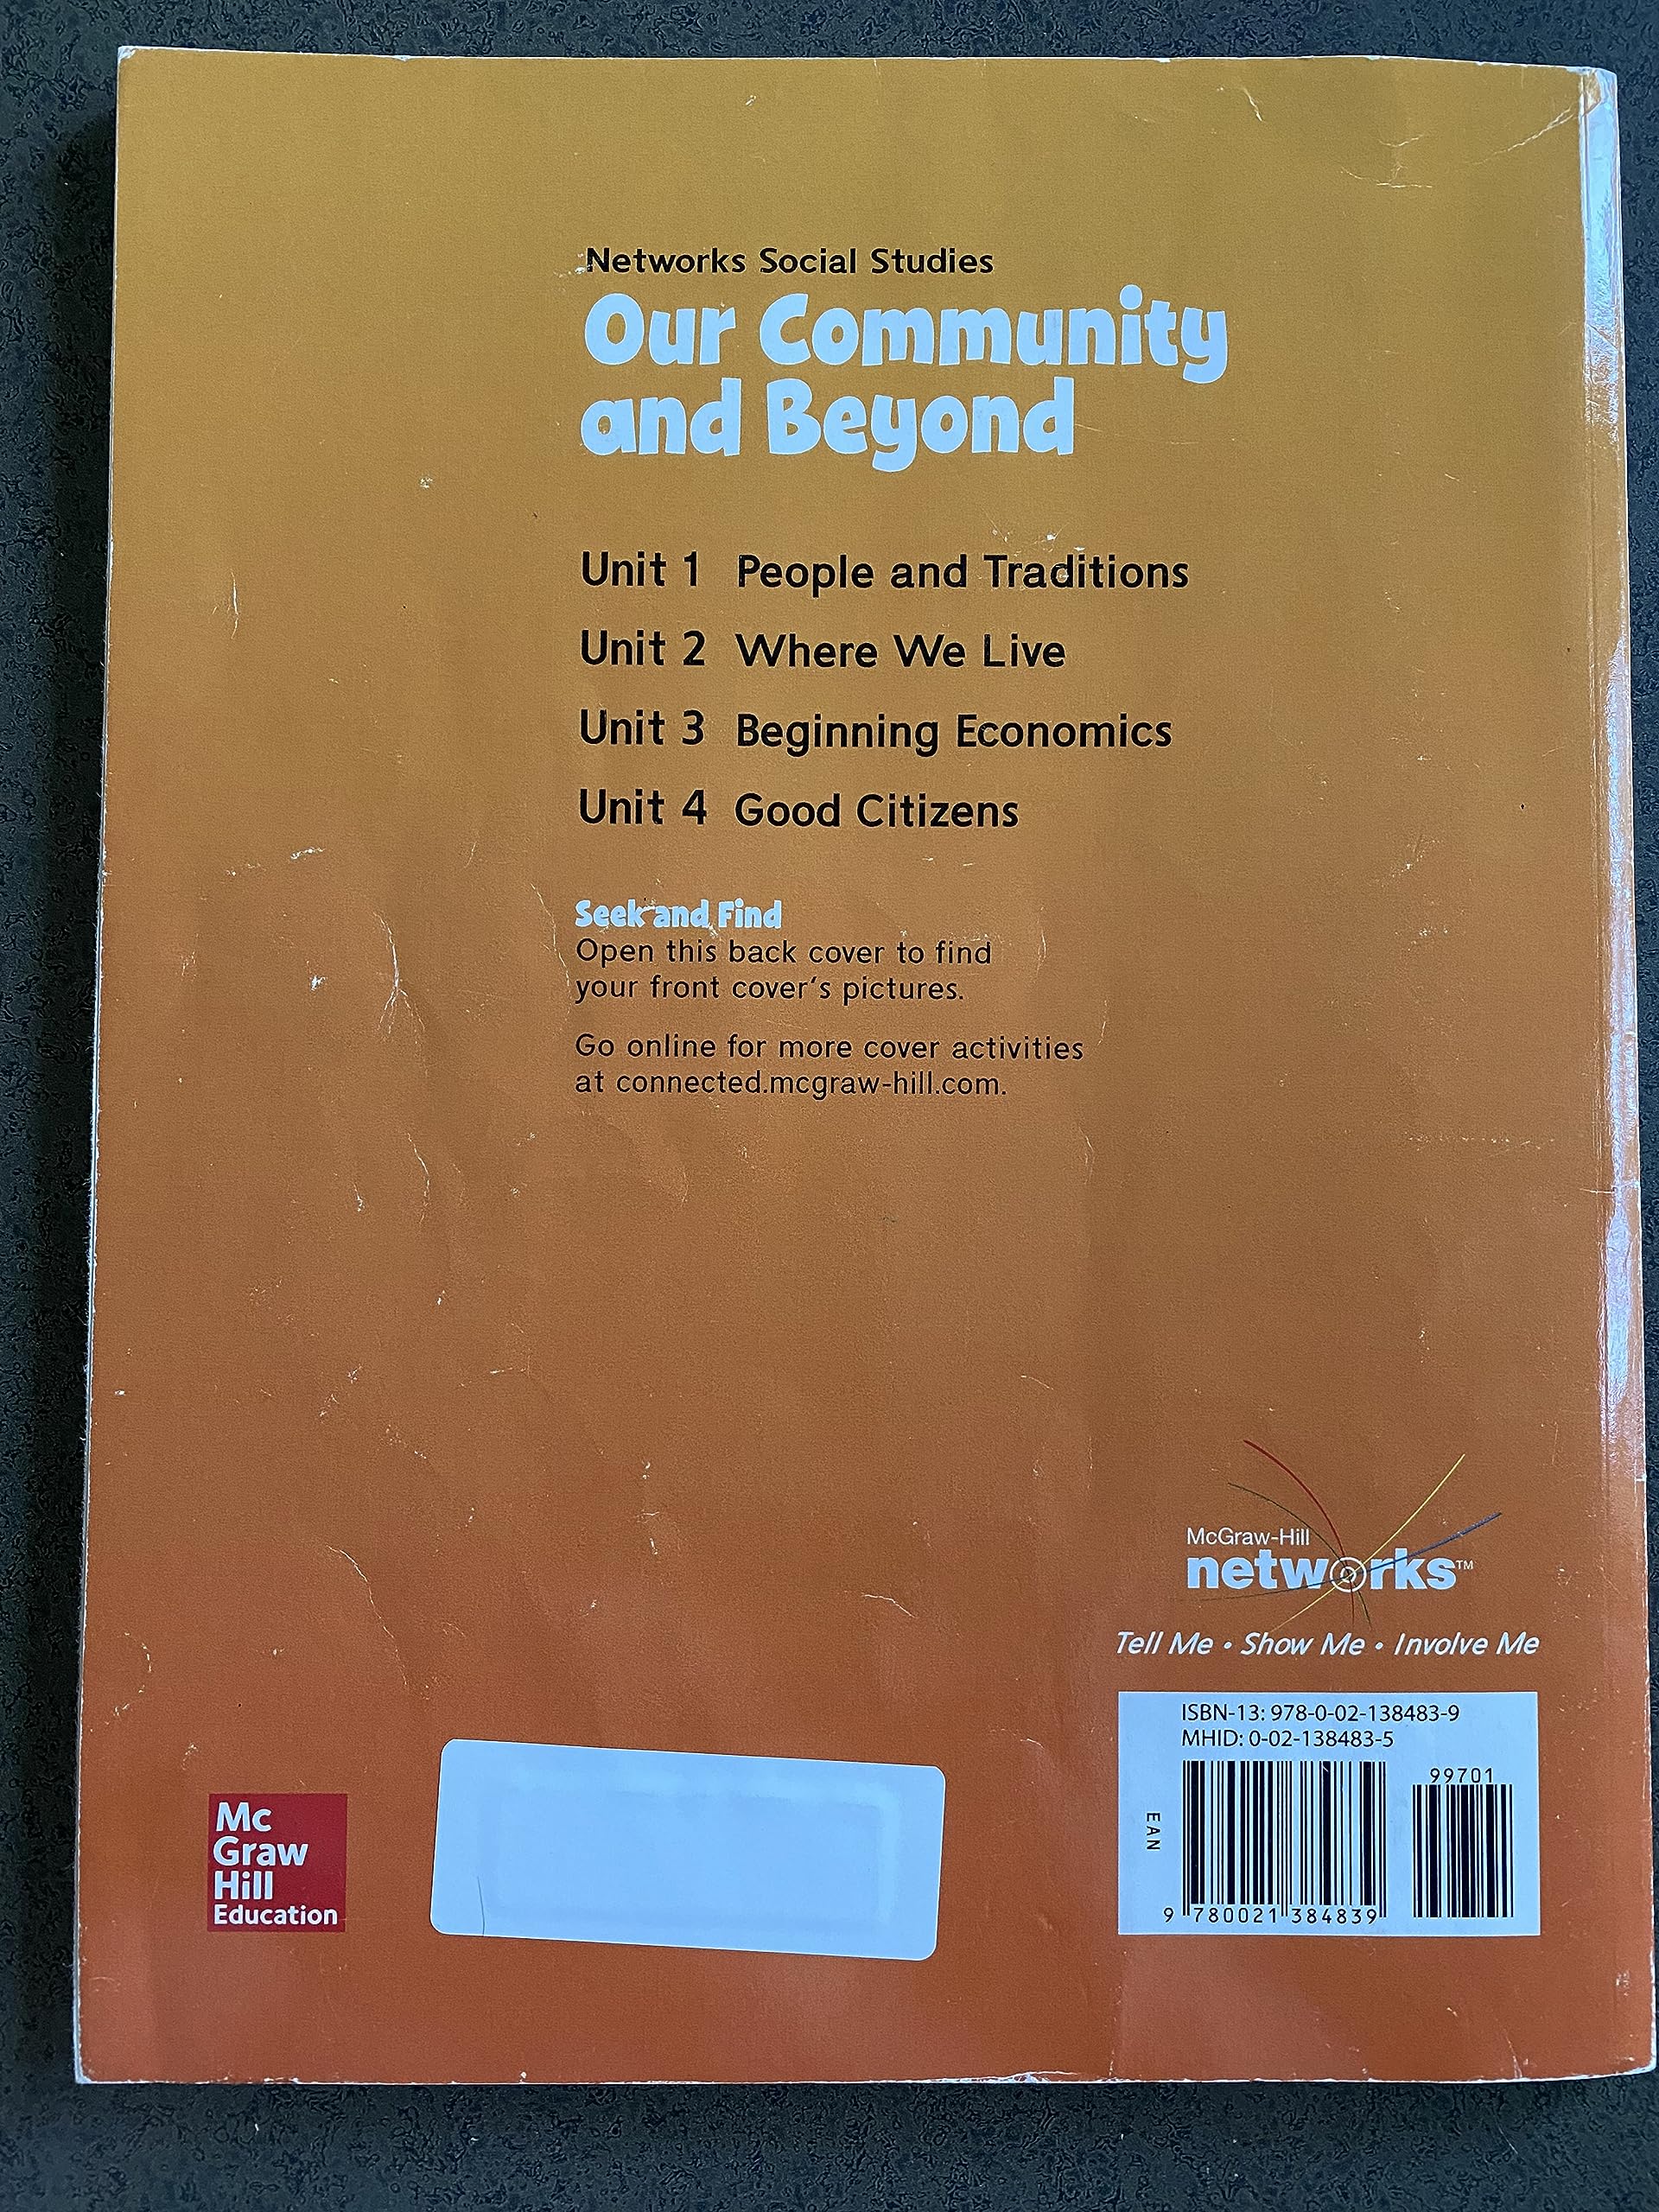 Networks Social Studies
Our Community
and Beyond
Unit 1 People and Traditions
Unit 2 Where We Live
Unit 3 Beginning Economics
Unit 4 Good Citizens
Seek and Find
Open this back cover to find
your front cover's pictures.
Go online for more cover activities
at connected.mcgraw-hill.com.
McGraw-Hill
networks™
Tell Me • Show Me • Involve Me
ISBN-13: 978-0-02-138483-9
MHID: 0-02-138483-5
99701
EAN
9 780021 384839
Mc
Graw
Hill
Education